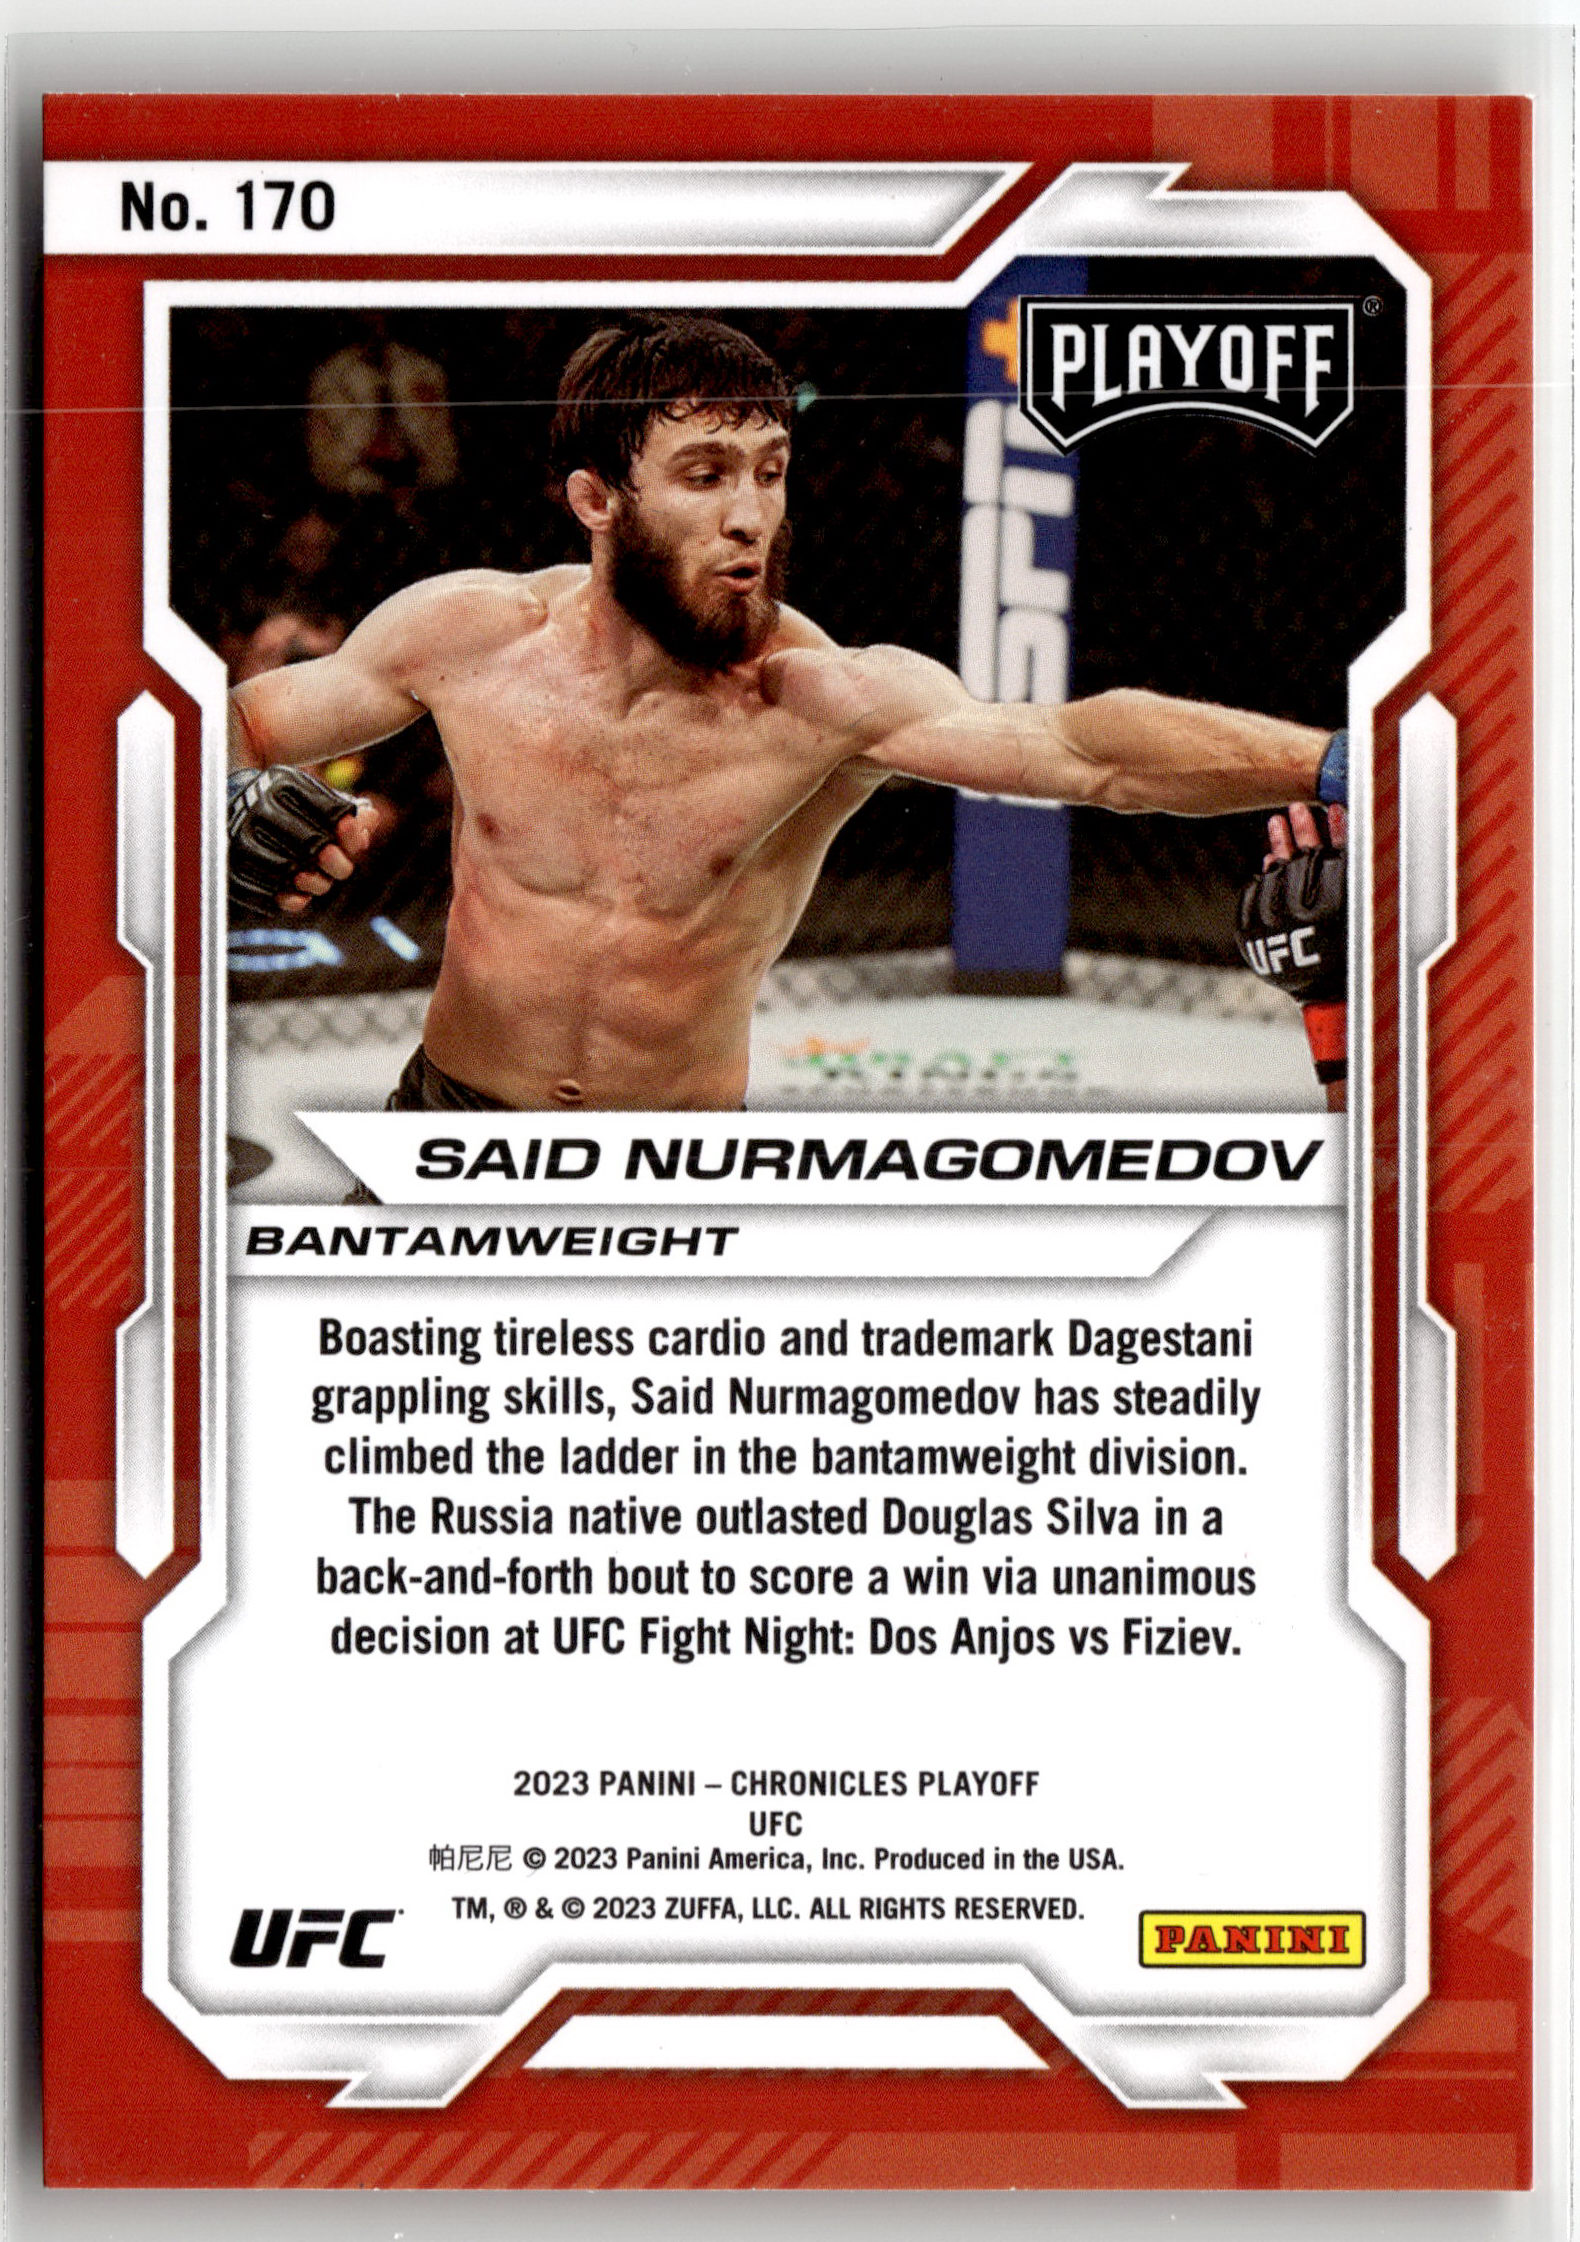 No. 170
PLAYOFF®
UFC
SAID NURMAGOMEDOV
BANTAMWEIGHT
Boasting tireless cardio and trademark Dagestani
grappling skills, Said Nurmagomedov has steadily
climbed the ladder in the bantamweight division.
The Russia native outlasted Douglas Silva in a
back-and-forth bout to score a win via unanimous
decision at UFC Fight Night: Dos Anjos vs Fiziev.
2023 PANINI – CHRONICLES PLAYOFF
UFC
帕尼尼 © 2023 Panini America, Inc. Produced in the USA.
TM, ® & © 2023 ZUFFA, LLC. ALL RIGHTS RESERVED.
UFC
PANINI